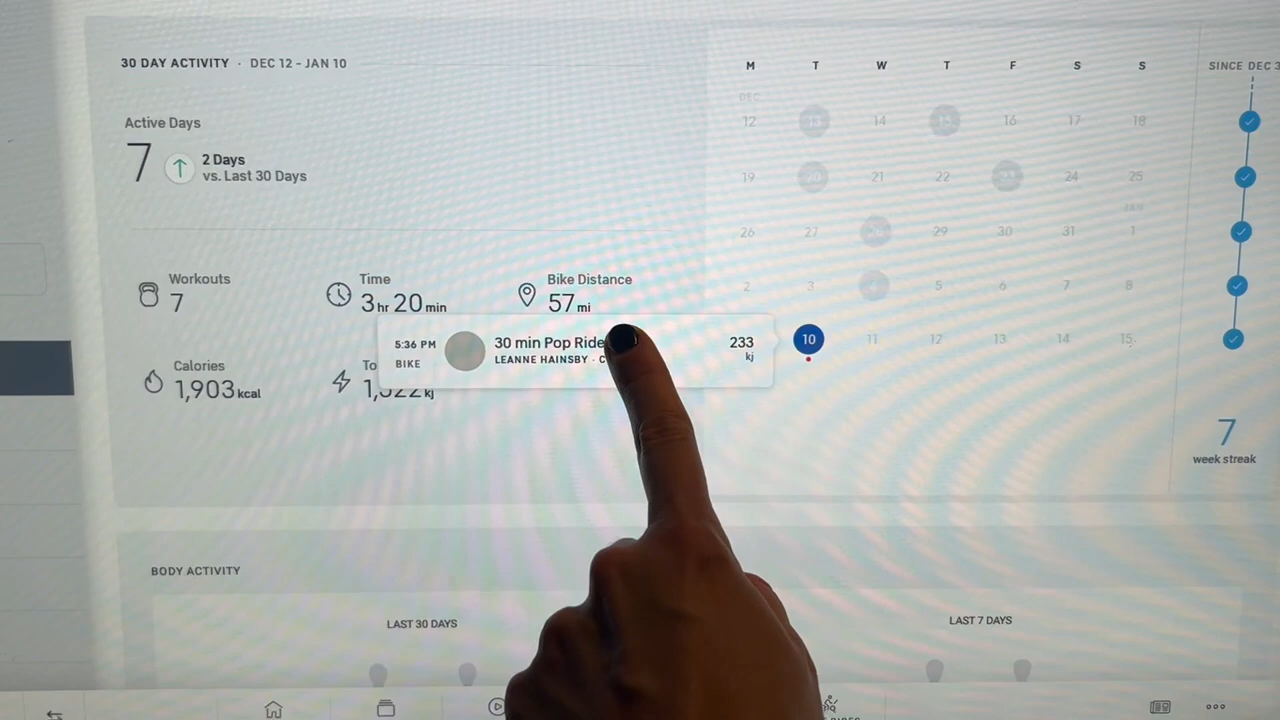 30 DAY ACTIVITY · DEC 12 - JAN 10
Active Days
7
2 Days
vs. Last 30 Days
Workouts
7
Time
3 hr 20 min
Bike Distance
57 mi
Calories
1,903 kcal
To
kj
5:36 PM
BIKE
30 min Pop Ride
LEANNE HAINSBY · C
233
kj
M T W T F S S
DEC
12 13 14 15 16 17 18
19 20 21 22 23 24 25
JAN
26 27 28 29 30 31 1
2 3 4 5 6 7 8
10 11 12 13 14 15
SINCE DEC 3
7
week streak
BODY ACTIVITY
LAST 30 DAYS
LAST 7 DAYS